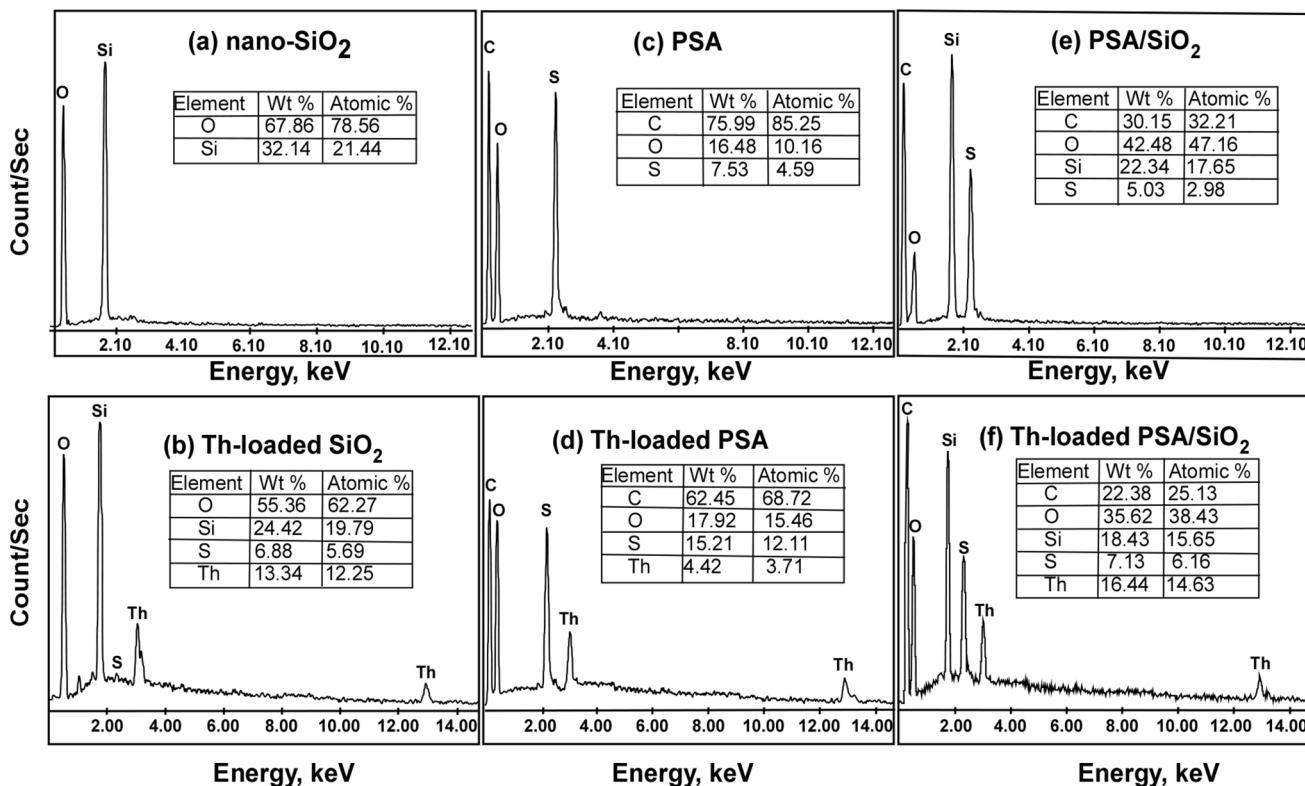 Count/Sec
(a) nano-SiO2
O
Si
Element Wt % Atomic %
O 67.86 78.56
Si 32.14 21.44
2.10 4.10 6.10 8.10 10.10 12.10
Energy, keV
(c) PSA
C
O
S
Element Wt % Atomic %
C 75.99 85.25
O 16.48 10.16
S 7.53 4.59
2.10 4.10 8.10 10.10 12.10
Energy, keV
(e) PSA/SiO2
C
O
Si
S
Element Wt % Atomic %
C 30.15 32.21
O 42.48 47.16
Si 22.34 17.65
S 5.03 2.98
2.10 4.10 6.10 8.10 10.10 12.10
Energy, keV
Count/Sec
(b) Th-loaded SiO2
O
Si
S
Th
Th
Element Wt % Atomic %
O 55.36 62.27
Si 24.42 19.79
S 6.88 5.69
Th 13.34 12.25
2.00 4.00 6.00 8.00 10.00 12.00 14.00
Energy, keV
(d) Th-loaded PSA
C
O
S
Th
Th
Element Wt % Atomic %
C 62.45 68.72
O 17.92 15.46
S 15.21 12.11
Th 4.42 3.71
2.00 4.00 6.00 8.00 10.00 12.00 14.00
Energy, keV
(f) Th-loaded PSA/SiO2
C
O
Si
S
Th
Th
Element Wt % Atomic %
C 22.38 25.13
O 35.62 38.43
Si 18.43 15.65
S 7.13 6.16
Th 16.44 14.63
2.00 4.00 6.00 8.00 10.00 12.00 14.00
Energy, keV